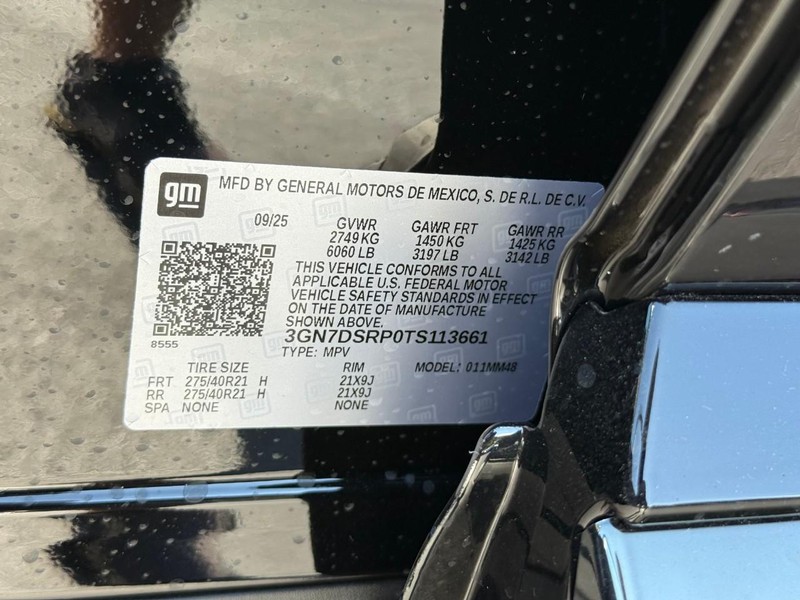 gm MFD BY GENERAL MOTORS DE MEXICO, S. DE R.L. DE C.V.
09/25 GVWR GAWR FRT GAWR RR
2749 KG 1450 KG 1425 KG
6060 LB 3197 LB 3142 LB
THIS VEHICLE CONFORMS TO ALL
APPLICABLE U.S. FEDERAL MOTOR
VEHICLE SAFETY STANDARDS IN EFFECT
ON THE DATE OF MANUFACTURE
SHOWN ABOVE.
8555 3GN7DSRP0TS113661
TYPE: MPV
TIRE SIZE RIM MODEL: 011MM48
FRT 275/40R21 H 21X9J
RR 275/40R21 H 21X9J
SPA NONE NONE